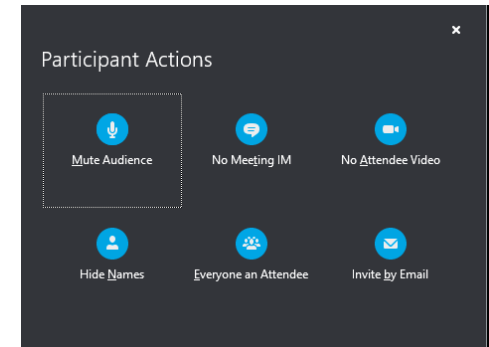 Participant Actions
Mute Audience
No Meeting IM
No Attendee Video
Hide Names
Everyone an Attendee
Invite by Email